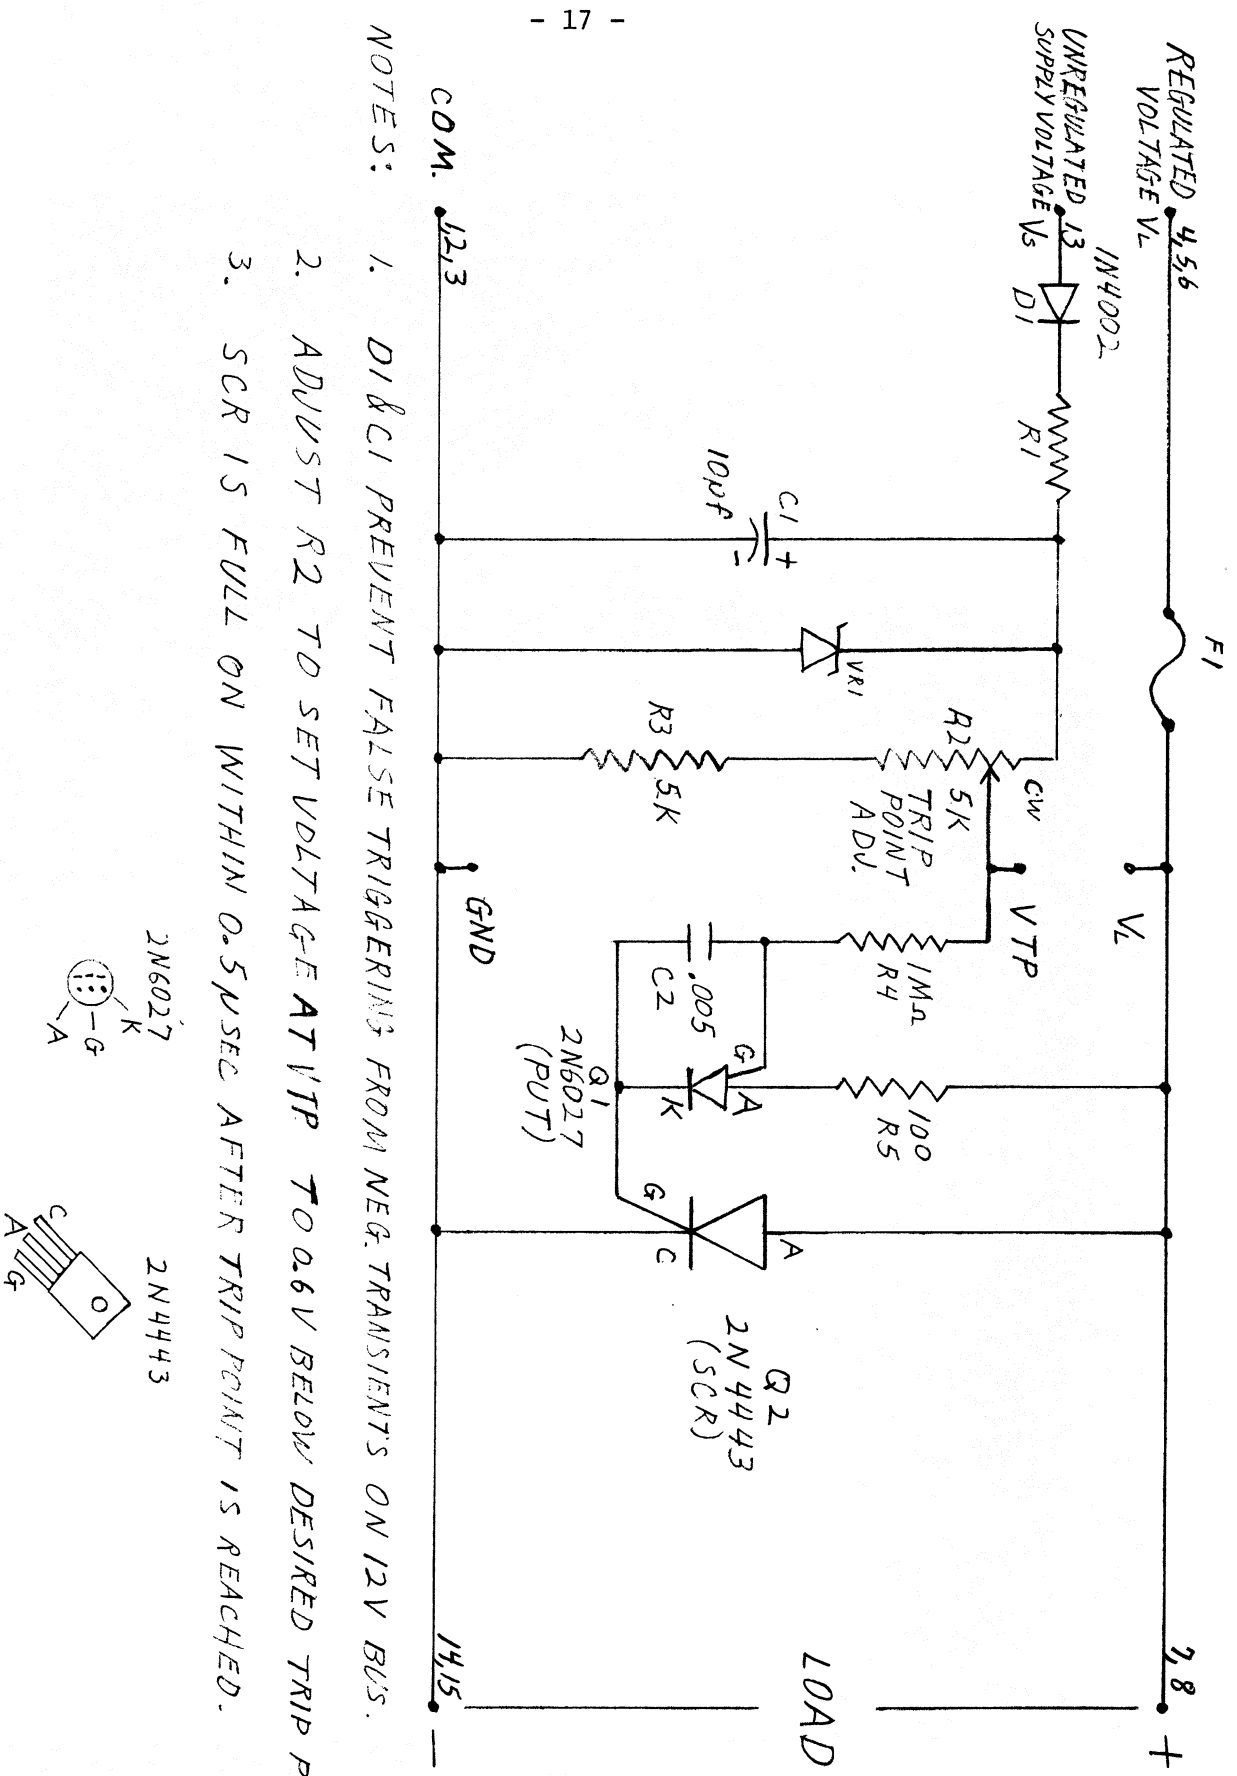 - 17 -
REGULATED 4,5,6
VOLTAGE VL
F1
VL
7,8 +
1N4002
UNREGULATED 13
SUPPLY VOLTAGE VS
D1
R1
C1
+
-
10μf
VR1
CW
R2
5K
TRIP
POINT
ADJ.
VTP
R3
5K
1MΩ
R4
100
R5
.005
C2
G
A
K
Q1
2N6027
(PUT)
G
A
C
Q2
2N4443
(SCR)
LOAD
GND
COM. 1,2,3
14,15 -
NOTES: 1. D1 & C1 PREVENT FALSE TRIGGERING FROM NEG. TRANSIENTS ON 12V BUS.
2. ADJUST R2 TO SET VOLTAGE AT VTP TO 0.6V BELOW DESIRED TRIP P
3. SCR IS FULL ON WITHIN 0.5 μSEC AFTER TRIP POINT IS REACHED.
2N6027
K
G
A
2N4443
C
A
G